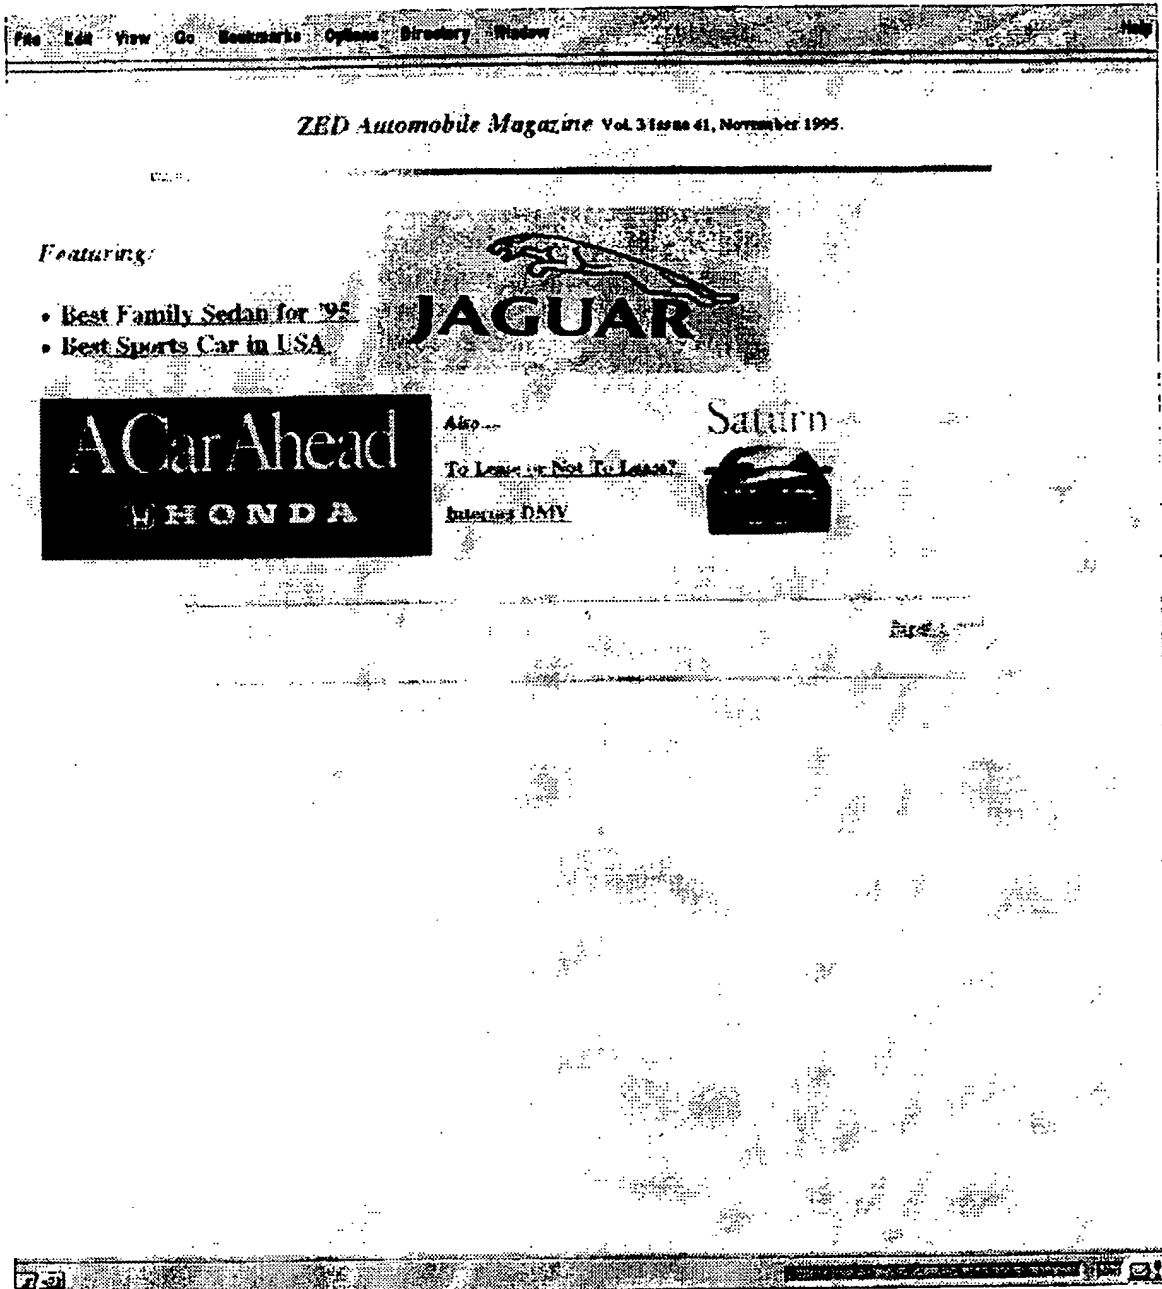 File Edit View Go Bookmarks Options Directory Window Help
ZED Automobile Magazine Vol. 3 Issue 41, November 1995.
Featuring:
• Best Family Sedan for '95
• Best Sports Car in USA
JAGUAR
A Car Ahead
HONDA
Also...
To Lease or Not To Lease?
Internet DMV
Saturn